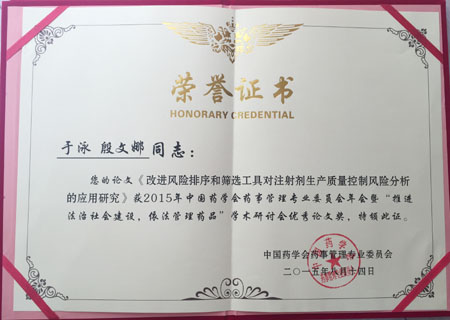 荣誉证书
HONORARY CREDENTIAL
于泳 殷文娜 同志：
您的论文《改进风险排序和筛选工具对注射剂生产质量控制风险分析
的应用研究》获2015年中国药学会药事管理专业委员会年会暨“推进
法治社会建设，依法管理药品”学术研讨会优秀论文奖，特颁此证。
中国药学会药事管理专业委员会
二〇一五年八月十四日